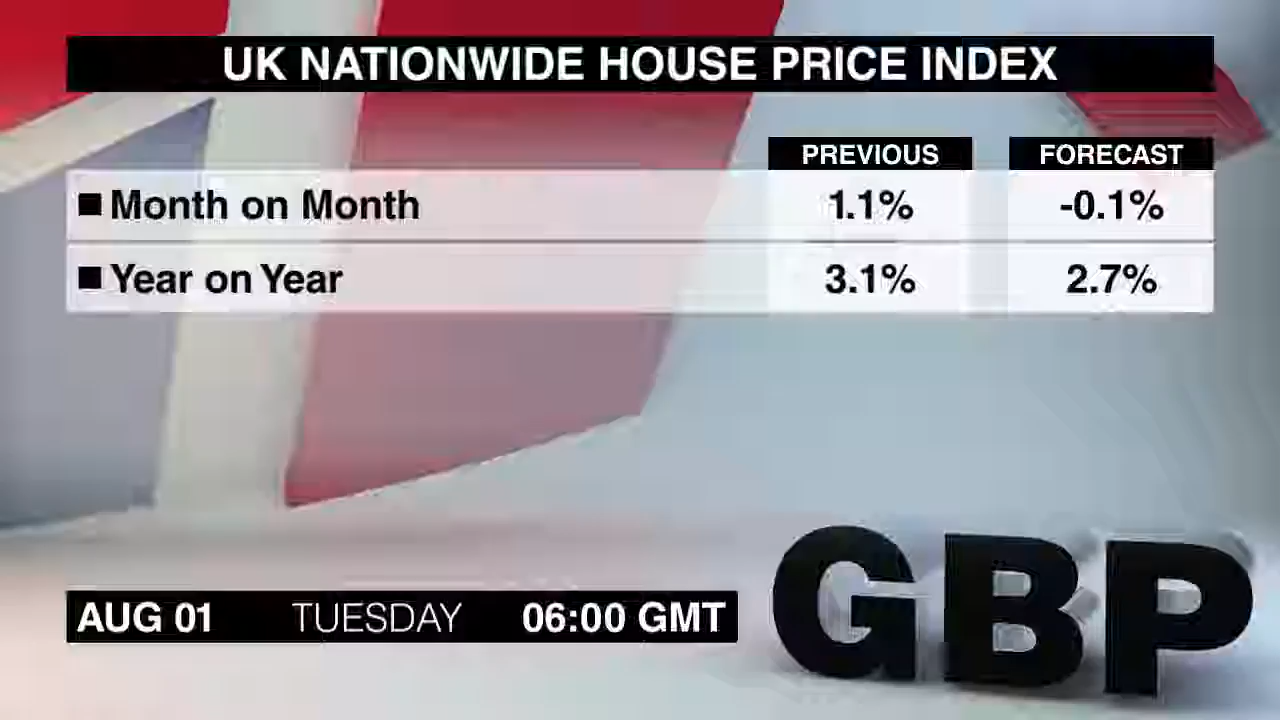 UK NATIONWIDE HOUSE PRICE INDEX
PREVIOUS FORECAST
Month on Month 1.1% -0.1%
Year on Year 3.1% 2.7%
AUG 01 TUESDAY 06:00 GMT
GBP